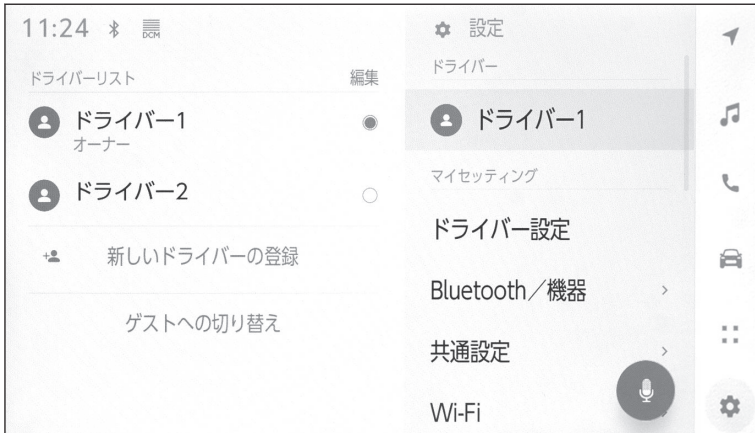 11:24
DCM
ドライバーリスト 編集
ドライバー1
オーナー
ドライバー2
新しいドライバーの登録
ゲストへの切り替え
設定
ドライバー
ドライバー1
マイセッティング
ドライバー設定
Bluetooth／機器
共通設定
Wi-Fi